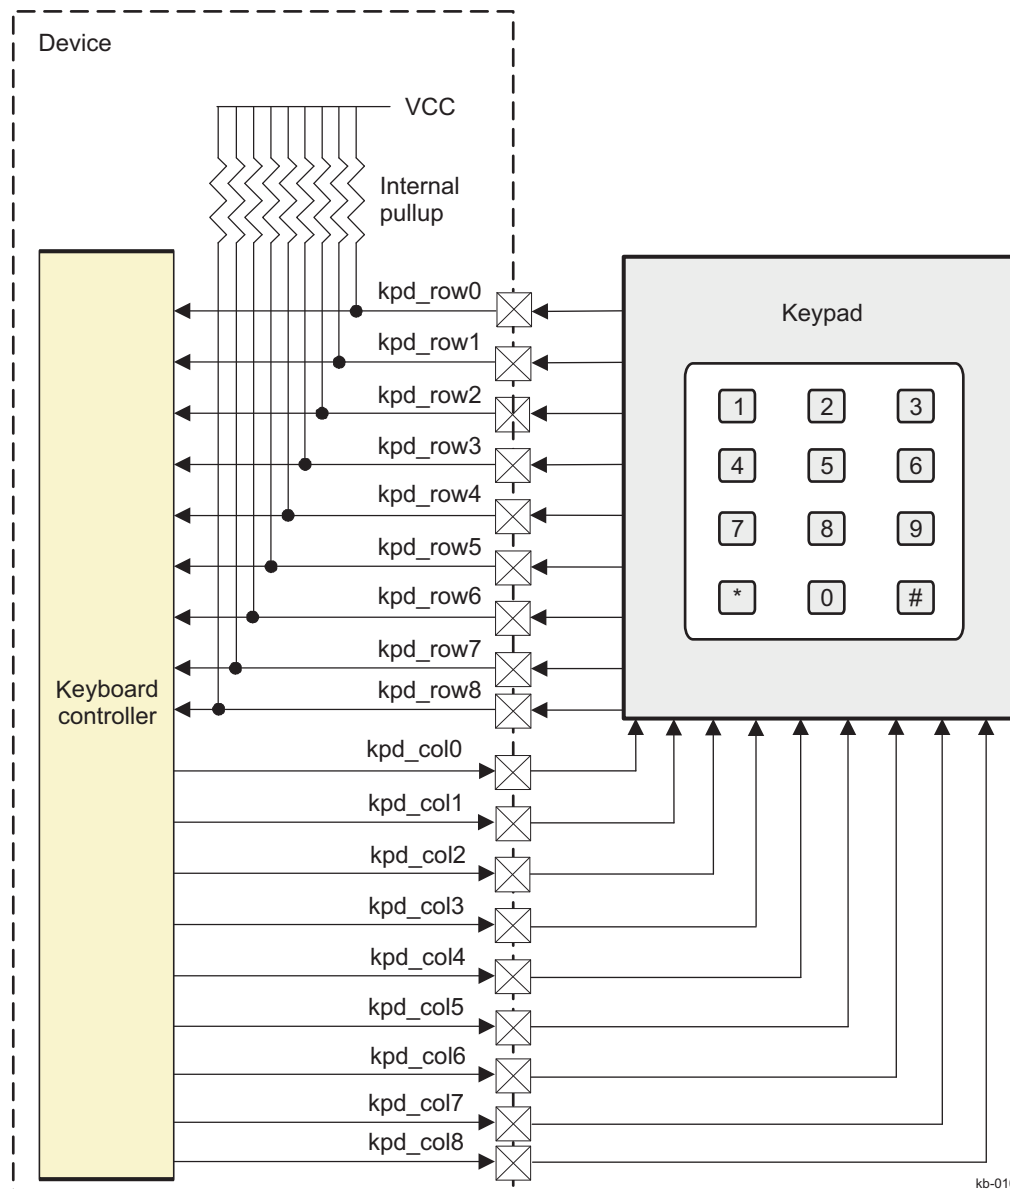 Device
VCC
Internal
pullup
kpd_row0
kpd_row1
kpd_row2
kpd_row3
kpd_row4
kpd_row5
kpd_row6
kpd_row7
kpd_row8
Keypad
1 2 3
4 5 6
7 8 9
* 0 #
Keyboard
controller
kpd_col0
kpd_col1
kpd_col2
kpd_col3
kpd_col4
kpd_col5
kpd_col6
kpd_col7
kpd_col8